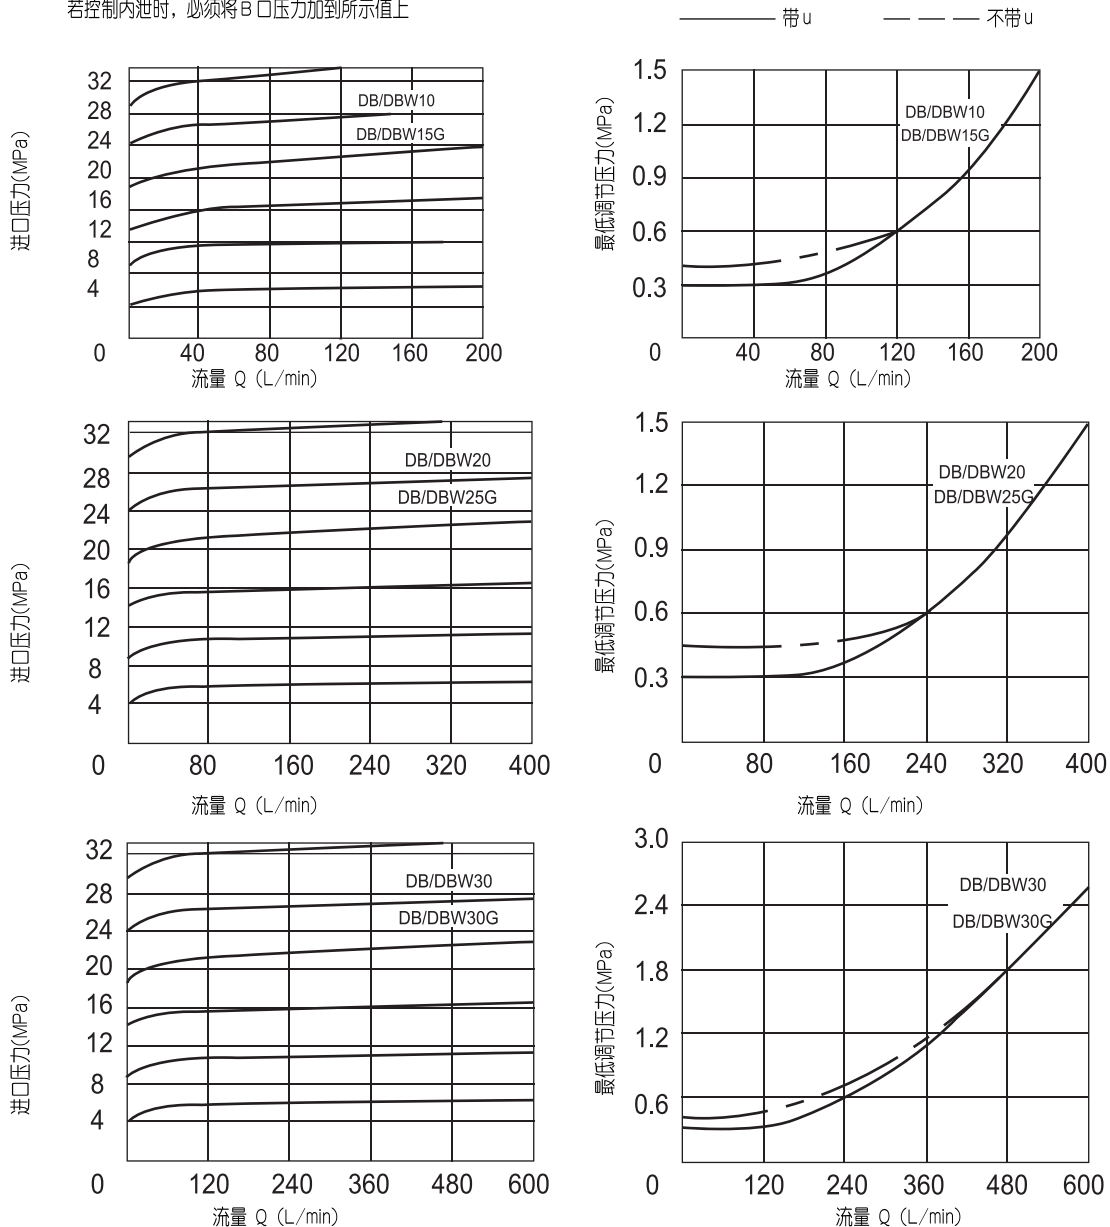 若控制内泄时，必须将B口压力加到所示值上
带u
不带u
进口压力(MPa)
32
28
24
20
16
12
8
4
0
DB/DBW10
DB/DBW15G
40 80 120 160 200
流量 Q (L/min)
最低调节压力(MPa)
1.5
1.2
0.9
0.6
0.3
0
DB/DBW10
DB/DBW15G
40 80 120 160 200
流量 Q (L/min)
进口压力(MPa)
32
28
24
20
16
12
8
4
DB/DBW20
DB/DBW25G
0 80 160 240 320 400
流量 Q (L/min)
最低调节压力(MPa)
1.5
1.2
0.9
0.6
0.3
DB/DBW20
DB/DBW25G
0 80 160 240 320 400
流量 Q (L/min)
进口压力(MPa)
32
28
24
20
16
12
8
4
DB/DBW30
DB/DBW30G
0 120 240 360 480 600
流量 Q (L/min)
最低调节压力(MPa)
3.0
2.4
1.8
1.2
0.6
DB/DBW30
DB/DBW30G
0 120 240 360 480 600
流量 Q (L/min)